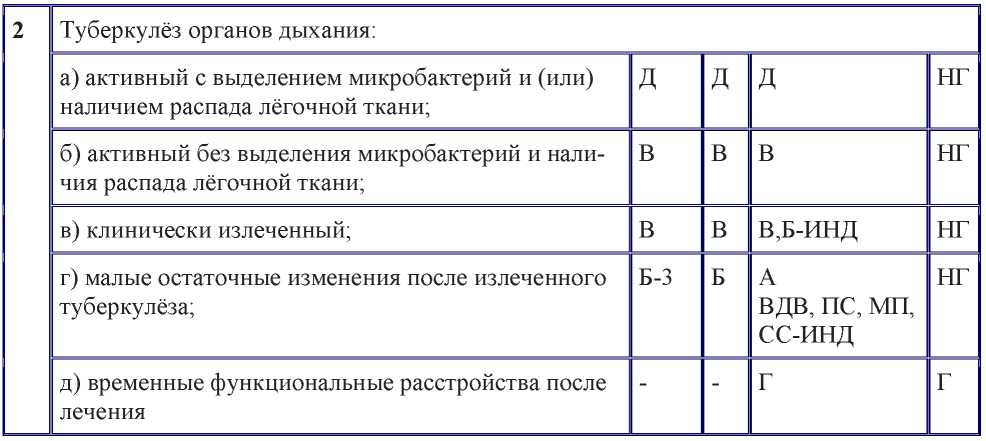 2 Туберкулёз органов дыхания:
а) активный с выделением микробактерий и (или) Д Д Д НГ
наличием распада лёгочной ткани;
б) активный без выделения микробактерий и нали- В В В НГ
чия распада лёгочной ткани;
в) клинически излеченный; В В В,Б-ИНД НГ
г) малые остаточные изменения после излеченного Б-3 Б А НГ
туберкулёза; ВДВ, ПС, МП,
СС-ИНД
д) временные функциональные расстройства после - - Г Г
лечения